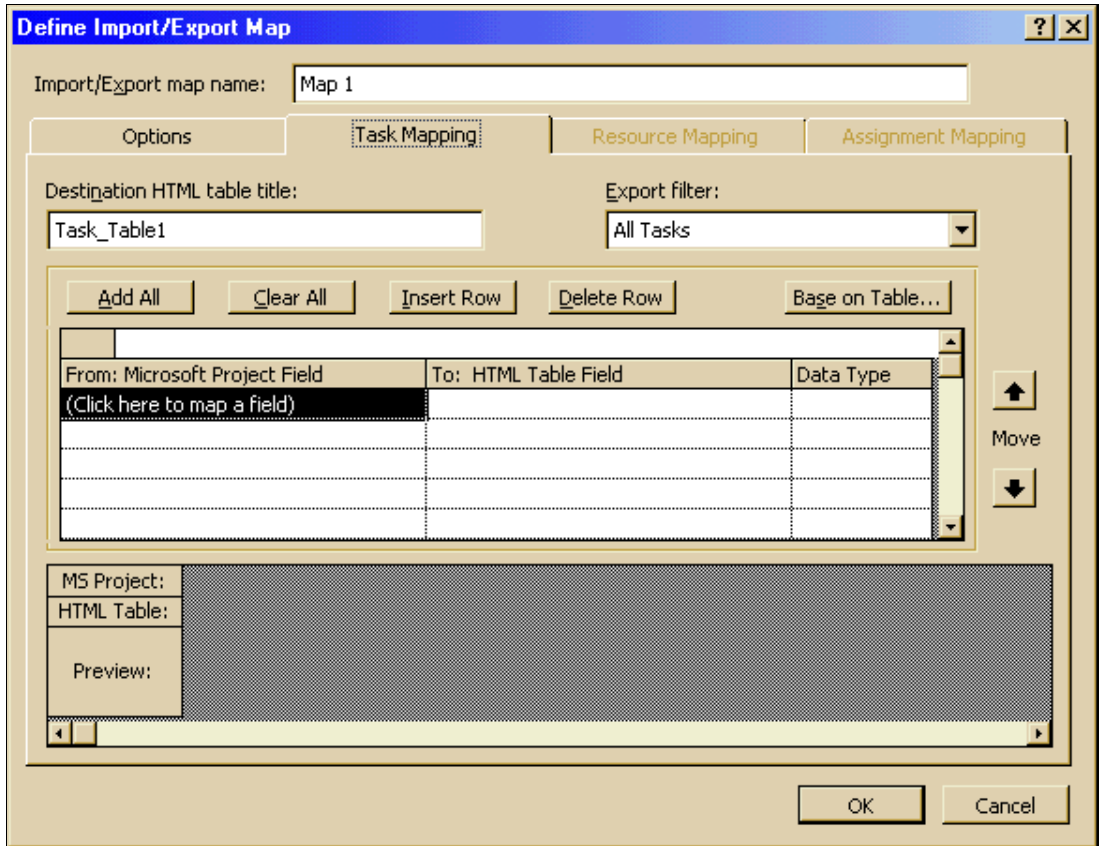 Define Import/Export Map
Import/Export map name: Map 1
Options Task Mapping Resource Mapping Assignment Mapping
Destination HTML table title: Export filter:
Task_Table1 All Tasks
Add All Clear All Insert Row Delete Row Base on Table...
From: Microsoft Project Field To: HTML Table Field Data Type
(Click here to map a field)
Move
MS Project:
HTML Table:
Preview:
OK Cancel